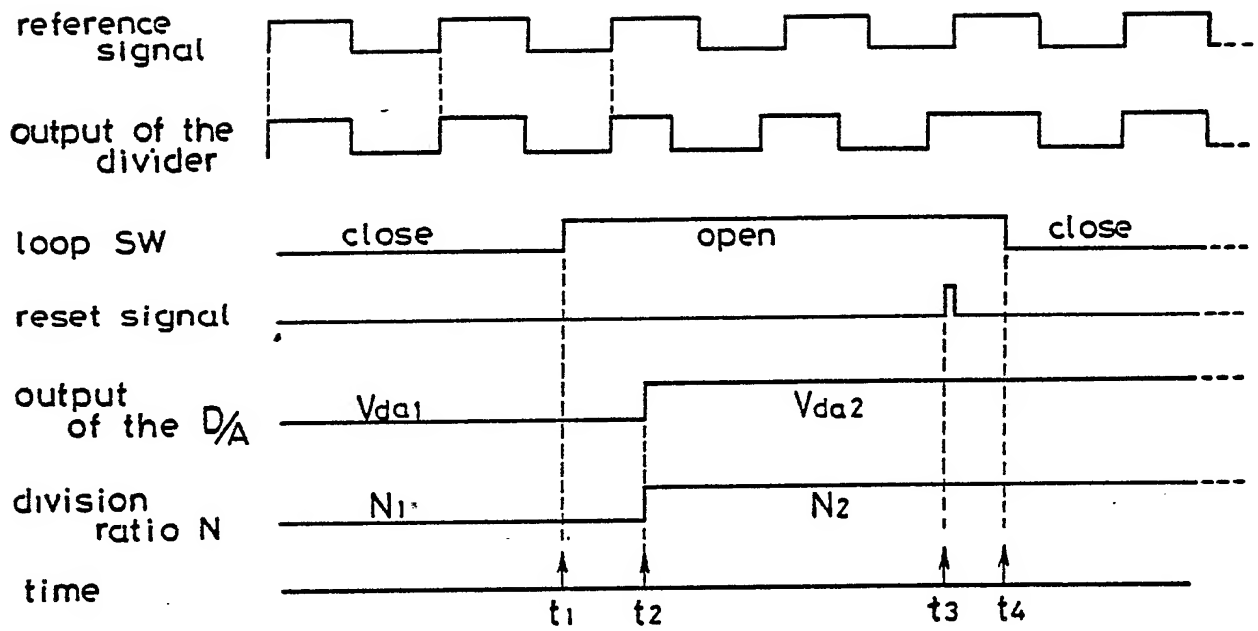 reference
signal
output of the
divider
loop SW
close
open
close
reset signal
output
of the D/A
Vda1
Vda2
division
ratio N
N1
N2
time
t1
t2
t3
t4